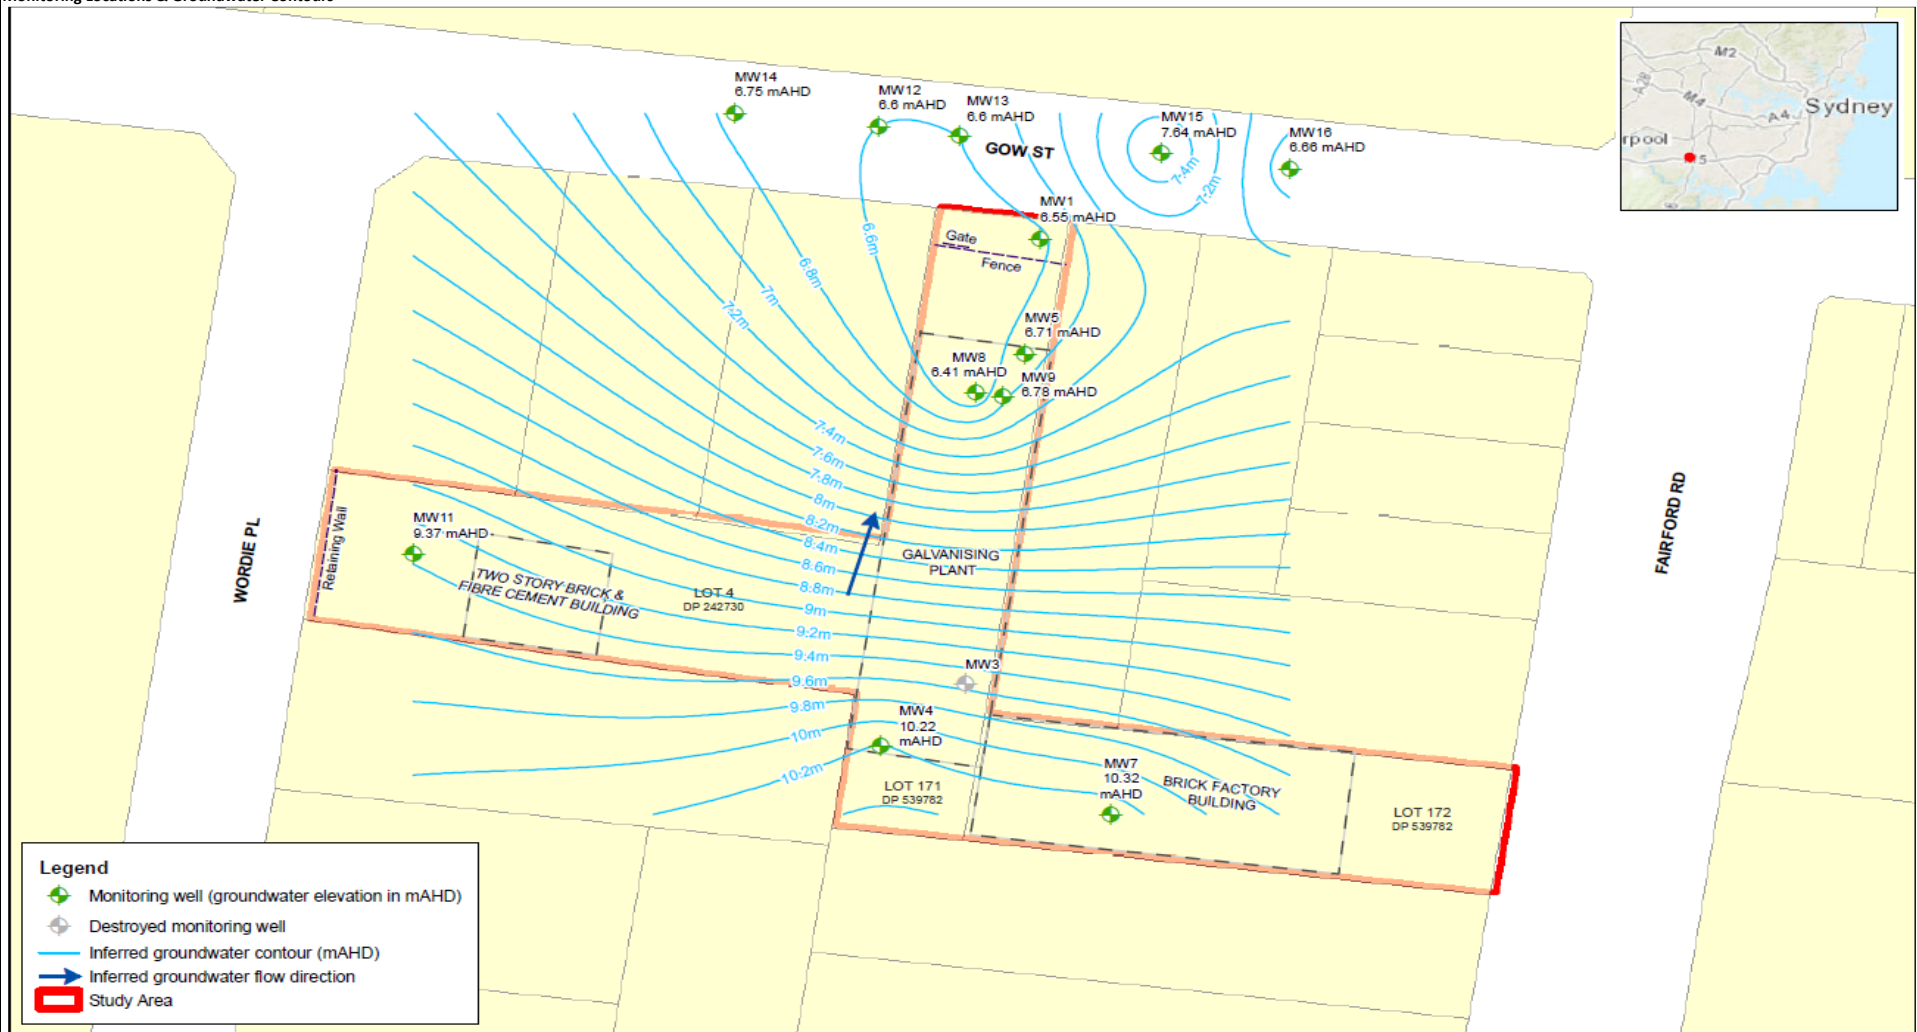 Monitoring Locations & Groundwater Contours
MW14
6.75 mAHD
MW12
6.6 mAHD
MW13
6.6 mAHD
GOW ST
MW15
7.64 mAHD
MW16
6.66 mAHD
7.4m
7.2m
M2
M4
A28
A4
Sydney
rpool
5
MW1
6.55 mAHD
Gate
Fence
6.6m
6.8m
7m
7.2m
MW5
6.71 mAHD
MW8
6.41 mAHD
MW9
6.78 mAHD
7.4m
7.6m
7.8m
8m
8.2m
8.4m
8.6m
8.8m
9m
9.2m
9.4m
9.6m
9.8m
10m
10.2m
WORDIE PL
Retaining Wall
MW11
9.37 mAHD
TWO STORY BRICK &
FIBRE CEMENT BUILDING
LOT 4
DP 242730
GALVANISING
PLANT
FAIRFORD RD
MW3
MW4
10.22
mAHD
LOT 171
DP 539782
MW7
10.32
mAHD
BRICK FACTORY
BUILDING
LOT 172
DP 539782
Legend
Monitoring well (groundwater elevation in mAHD)
Destroyed monitoring well
Inferred groundwater contour (mAHD)
Inferred groundwater flow direction
Study Area